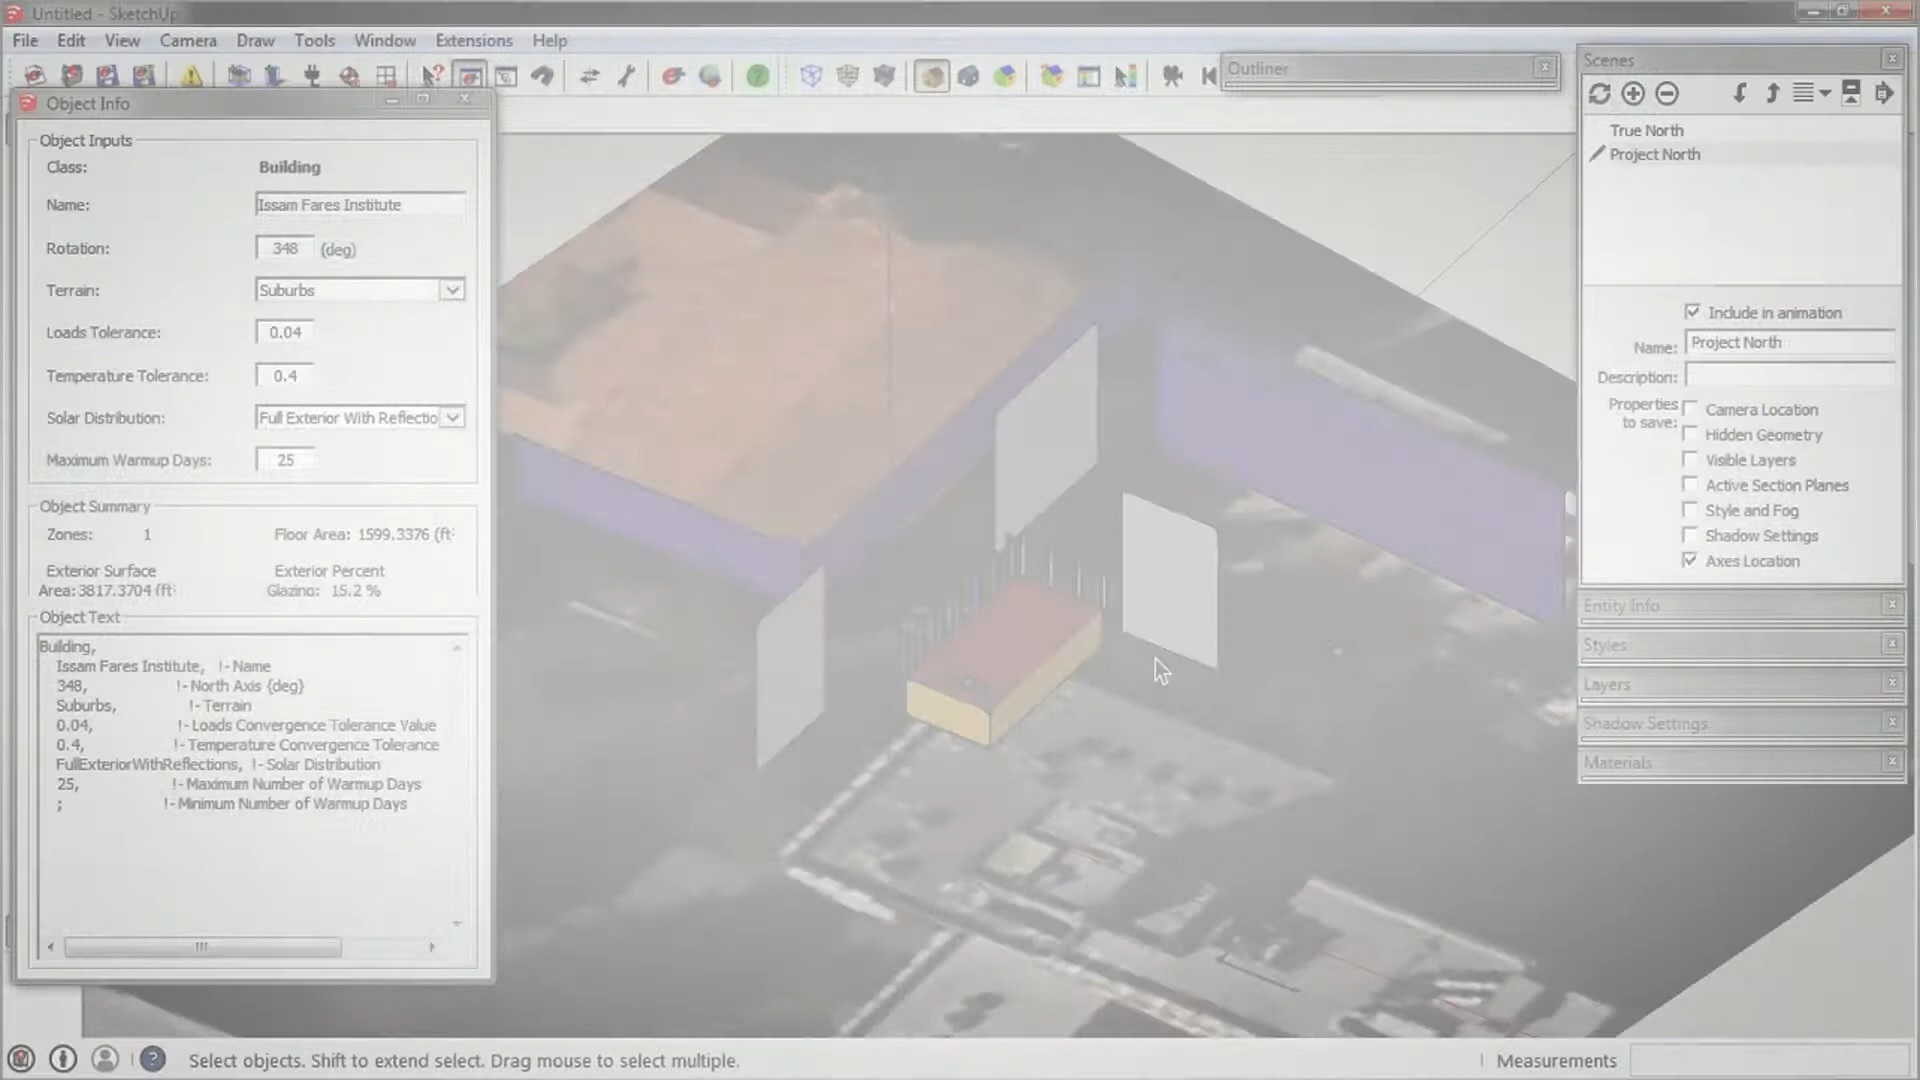 Untitled - SketchUp
File Edit View Camera Draw Tools Window Extensions Help
Object Info
Object Inputs
Class: Building
Name: Issam Fares Institute
Rotation: 348 (deg)
Terrain: Suburbs
Loads Tolerance: 0.04
Temperature Tolerance: 0.4
Solar Distribution: Full Exterior With Reflectio
Maximum Warmup Days: 25
Object Summary
Zones: 1 Floor Area: 1599.3376 (ft
Exterior Surface Exterior Percent
Area: 3817.3704 (ft Glazing: 15.2 %
Object Text
Building,
Issam Fares Institute, !- Name
348, !- North Axis {deg}
Suburbs, !- Terrain
0.04, !- Loads Convergence Tolerance Value
0.4, !- Temperature Convergence Tolerance
FullExteriorWithReflections, !- Solar Distribution
25, !- Maximum Number of Warmup Days
; !- Minimum Number of Warmup Days
Outliner
Scenes
True North
Project North
Include in animation
Name: Project North
Description:
Properties to save:
Camera Location
Hidden Geometry
Visible Layers
Active Section Planes
Style and Fog
Shadow Settings
Axes Location
Entity Info
Styles
Layers
Shadow Settings
Materials
Select objects. Shift to extend select. Drag mouse to select multiple.
Measurements